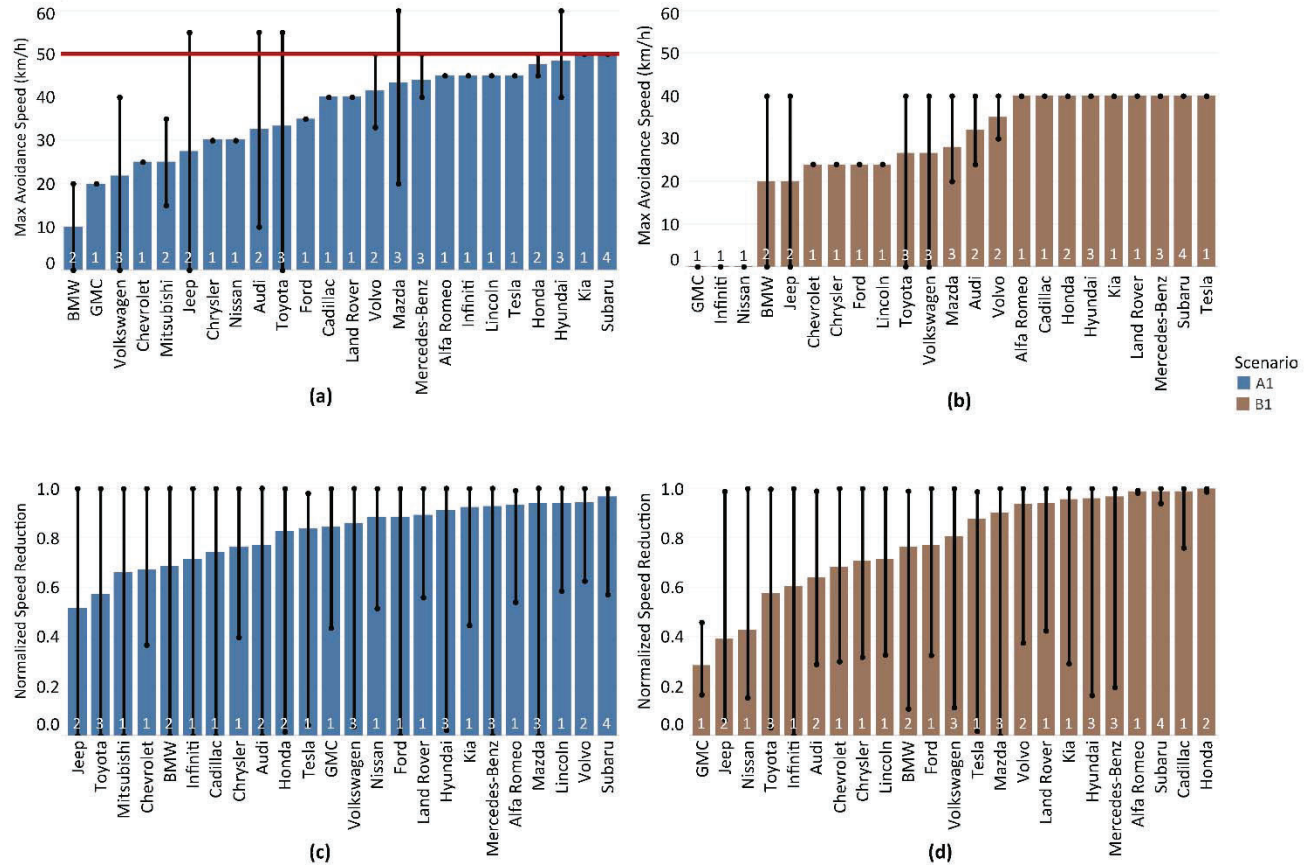 Max Avoidance Speed (km/h)
60
50
40
30
20
10
0
2 1 3 1 2 2 1 1 2 3 1 1 1 2 3 3 1 1 1 1 2 3 1 4
BMW
GMC
Volkswagen
Chevrolet
Mitsubishi
Jeep
Chrysler
Nissan
Audi
Toyota
Ford
Cadillac
Land Rover
Volvo
Mazda
Mercedes-Benz
Alfa Romeo
Infiniti
Lincoln
Tesla
Honda
Hyundai
Kia
Subaru
(a)
Max Avoidance Speed (km/h)
60
50
40
30
20
10
0
1 1 1 2 2 1 1 1 1 3 3 3 2 2 1 1 2 3 1 1 3 4 1
GMC
Infiniti
Nissan
BMW
Jeep
Chevrolet
Chrysler
Ford
Lincoln
Toyota
Volkswagen
Mazda
Audi
Volvo
Alfa Romeo
Cadillac
Honda
Hyundai
Kia
Land Rover
Mercedes-Benz
Subaru
Tesla
(b)
Scenario
A1
B1
Normalized Speed Reduction
1.0
0.8
0.6
0.4
0.2
0.0
2 3 1 1 2 1 1 1 2 2 1 1 3 1 1 1 3 1 3 1 3 1 2 4
Jeep
Toyota
Mitsubishi
Chevrolet
BMW
Infiniti
Cadillac
Chrysler
Audi
Honda
Tesla
GMC
Volkswagen
Nissan
Ford
Land Rover
Hyundai
Kia
Mercedes-Benz
Alfa Romeo
Mazda
Lincoln
Volvo
Subaru
(c)
Normalized Speed Reduction
1.0
0.8
0.6
0.4
0.2
0.0
1 2 1 3 1 2 1 1 1 2 1 3 1 3 2 1 1 3 3 1 4 1 2
GMC
Jeep
Nissan
Toyota
Infiniti
Audi
Chevrolet
Chrysler
Lincoln
BMW
Ford
Volkswagen
Tesla
Mazda
Volvo
Land Rover
Kia
Hyundai
Mercedes-Benz
Alfa Romeo
Subaru
Cadillac
Honda
(d)